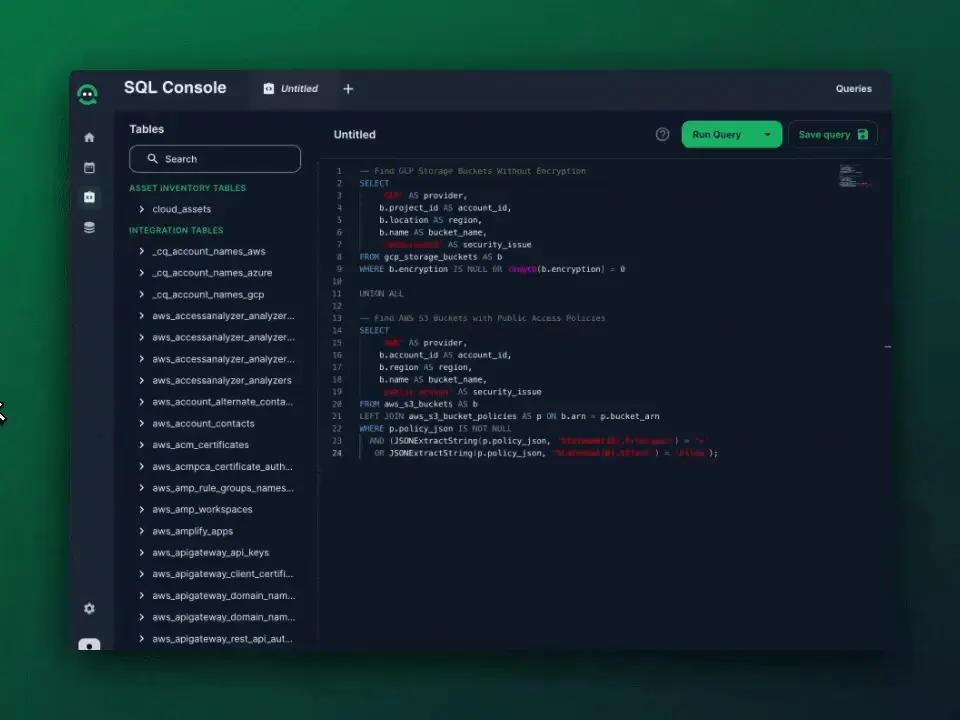 SQL Console
Untitled
+
Queries
Tables
Search
ASSET INVENTORY TABLES
cloud_assets
INTEGRATION TABLES
_cq_account_names_aws
_cq_account_names_azure
_cq_account_names_gcp
aws_accessanalyzer_analyzer...
aws_accessanalyzer_analyzer...
aws_accessanalyzer_analyzer...
aws_accessanalyzer_analyzers
aws_account_alternate_conta...
aws_account_contacts
aws_acm_certificates
aws_acmpca_certificate_auth...
aws_amp_rule_groups_names...
aws_amp_workspaces
aws_amplify_apps
aws_apigateway_api_keys
aws_apigateway_client_certifi...
aws_apigateway_domain_nam...
aws_apigateway_domain_nam...
aws_apigateway_rest_api_aut...
Untitled
?
Run Query
Save query
1 -- Find GCP Storage Buckets Without Encryption
2 SELECT
3 'GCP' AS provider,
4 b.project_id AS account_id,
5 b.location AS region,
6 b.name AS bucket_name,
7 AS security_issue
8 FROM gcp_storage_buckets AS b
9 WHERE b.encryption IS NULL OR length(b.encryption) = 0
10
11 UNION ALL
12
13 -- Find AWS S3 Buckets with Public Access Policies
14 SELECT
15 'AWS' AS provider,
16 b.account_id AS account_id,
17 b.region AS region,
18 b.name AS bucket_name,
19 AS security_issue
20 FROM aws_s3_buckets AS b
21 LEFT JOIN aws_s3_bucket_policies AS p ON b.arn = p.bucket_arn
22 WHERE p.policy_json IS NOT NULL
23 AND (JSONExtractString(p.policy_json, ) =
24 OR JSONExtractString(p.policy_json, ) = );